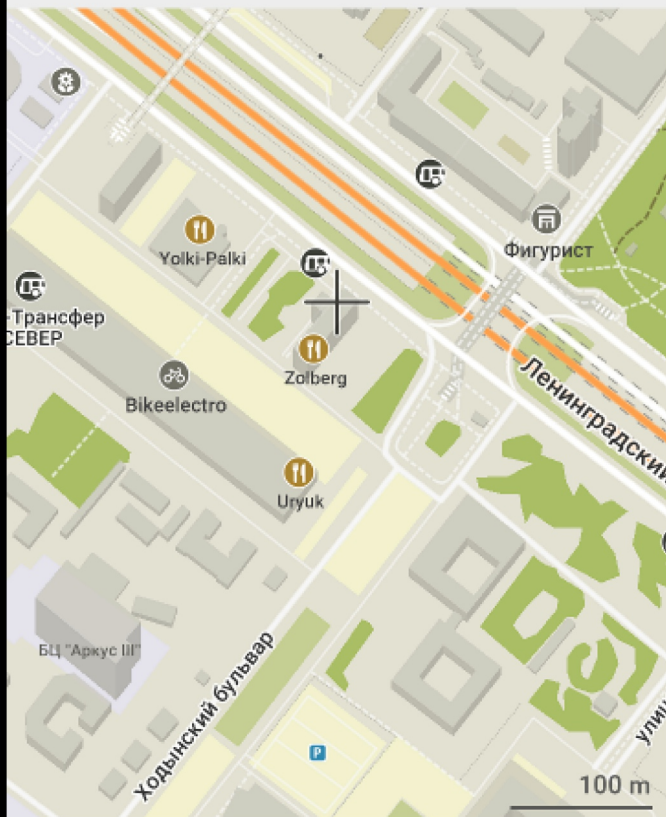 Yolki-Palki
Фигурист
-Трансфер
СЕВЕР
Zolberg
Bikeelectro
Ленинградский
Uryuk
БЦ "Аркус III"
Ходынский бульвар
P
100 m